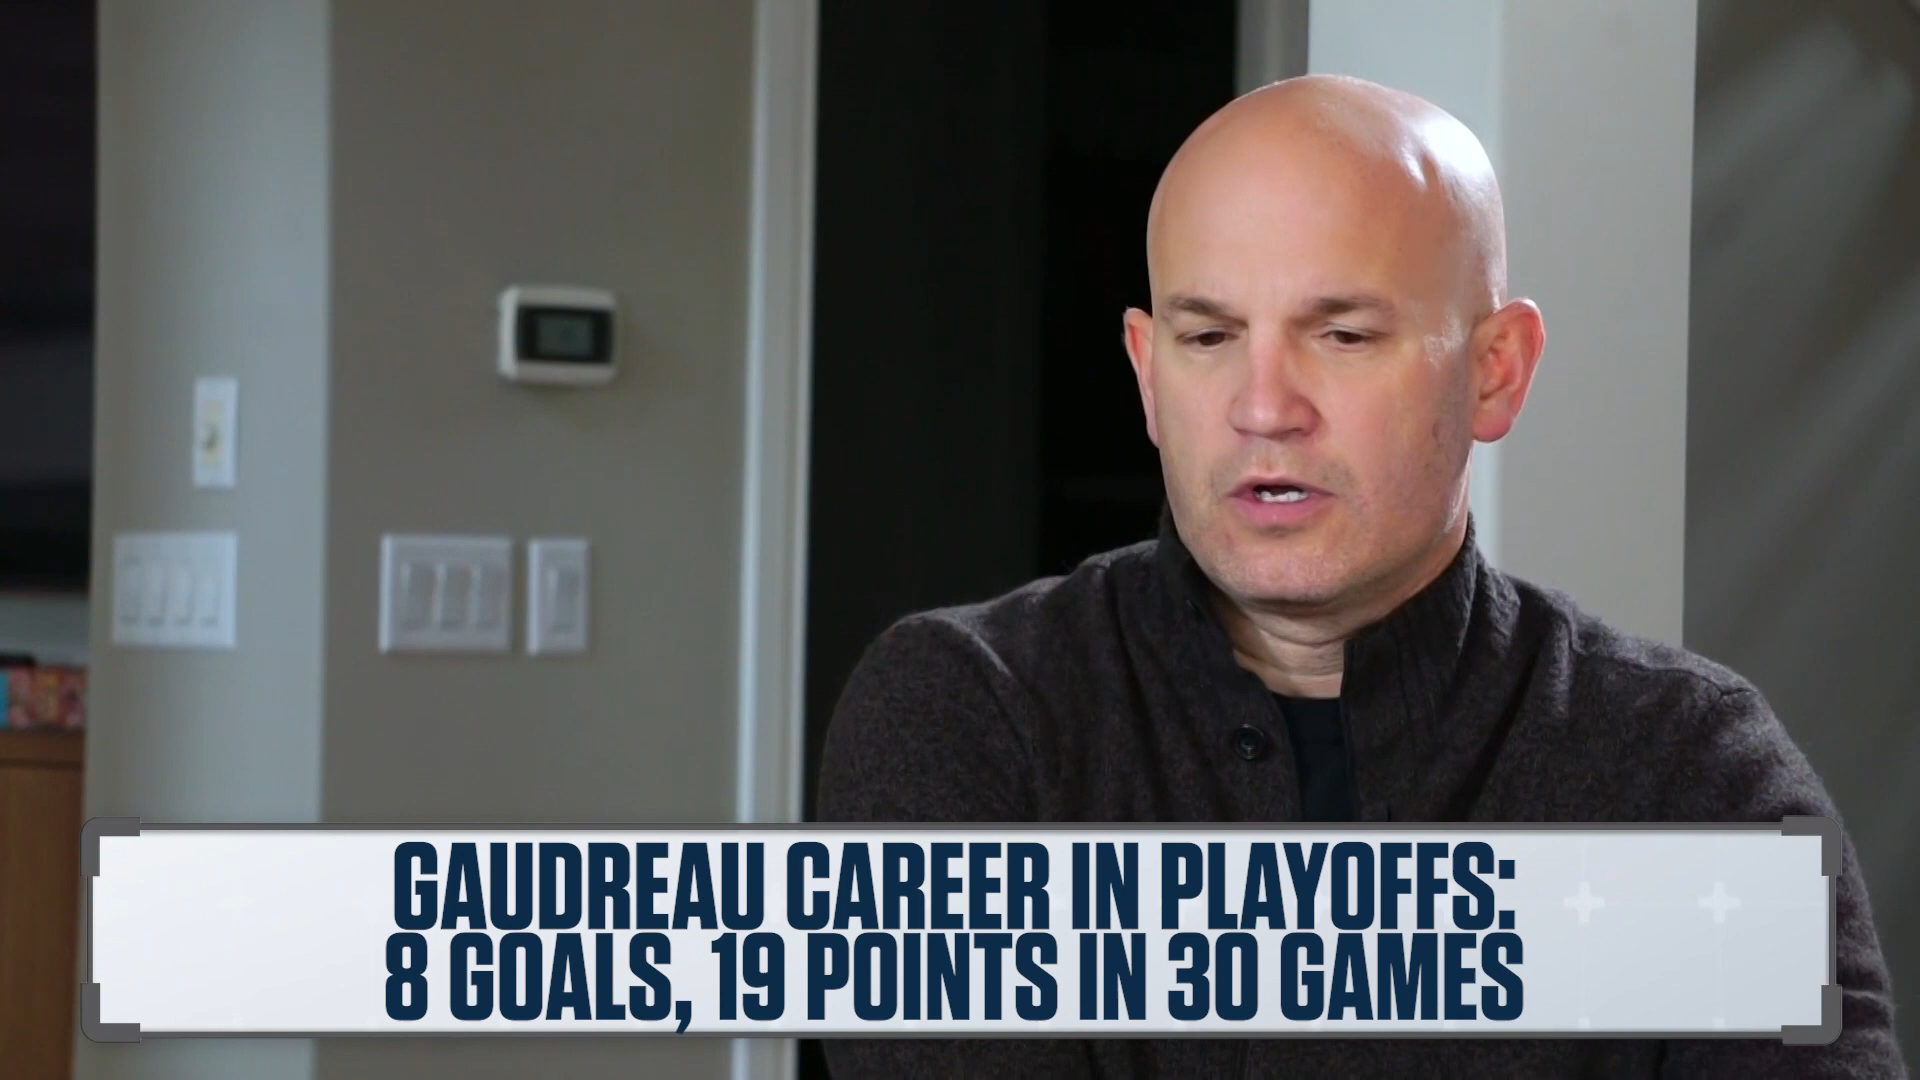 GAUDREAU CAREER IN PLAYOFFS:
8 GOALS, 19 POINTS IN 30 GAMES